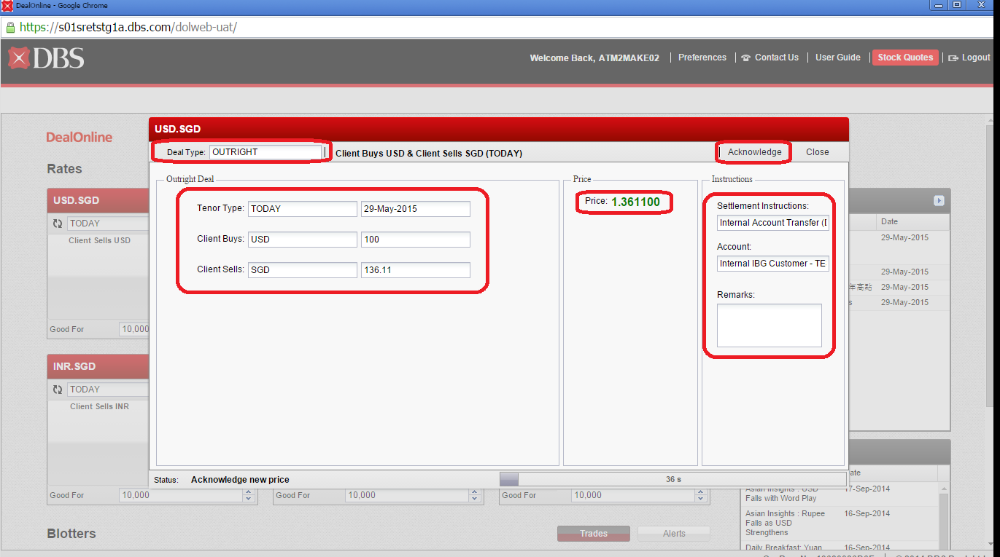 DealOnline - Google Chrome
https://s01sretstg1a.dbs.com/dolweb-uat/
DBS
Welcome Back, ATM2MAKE02
Preferences
Contact Us
User Guide
Stock Quotes
Logout
DealOnline
Rates
USD.SGD
TODAY
Client Sells USD
Good For
10,000
INR.SGD
TODAY
Client Sells INR
Good For 10,000
Good For 10,000
Good For 10,000
Blotters
Trades
Alerts
USD.SGD
Deal Type: OUTRIGHT
Client Buys USD & Client Sells SGD (TODAY)
Acknowledge
Close
Outright Deal
Tenor Type: TODAY 29-May-2015
Client Buys: USD 100
Client Sells: SGD 136.11
Price
Price: 1.361100
Instructions
Settlement Instructions:
Internal Account Transfer (
Account:
Internal IBG Customer - TE
Remarks:
Status: Acknowledge new price
36 s
Date
29-May-2015
29-May-2015
年高點 29-May-2015
s 29-May-2015
ate
Asian Insights : USD
Falls with Word Play
17-Sep-2014
Asian Insights : Rupee
Falls as USD
Strengthens
16-Sep-2014
Daily Breakfast: Yuan
16-Sep-2014